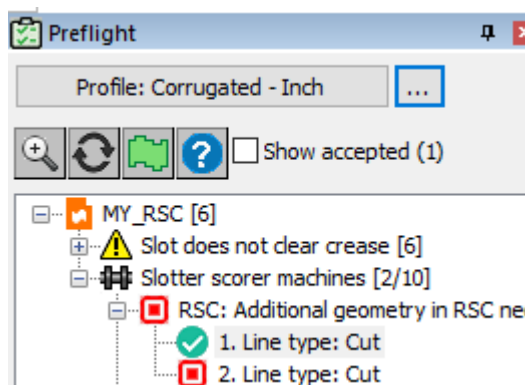 Preflight
Profile: Corrugated - Inch
...
? Show accepted (1)
MY_RSC [6]
Slot does not clear crease [6]
Slotter scorer machines [2/10]
RSC: Additional geometry in RSC nee
1. Line type: Cut
2. Line type: Cut